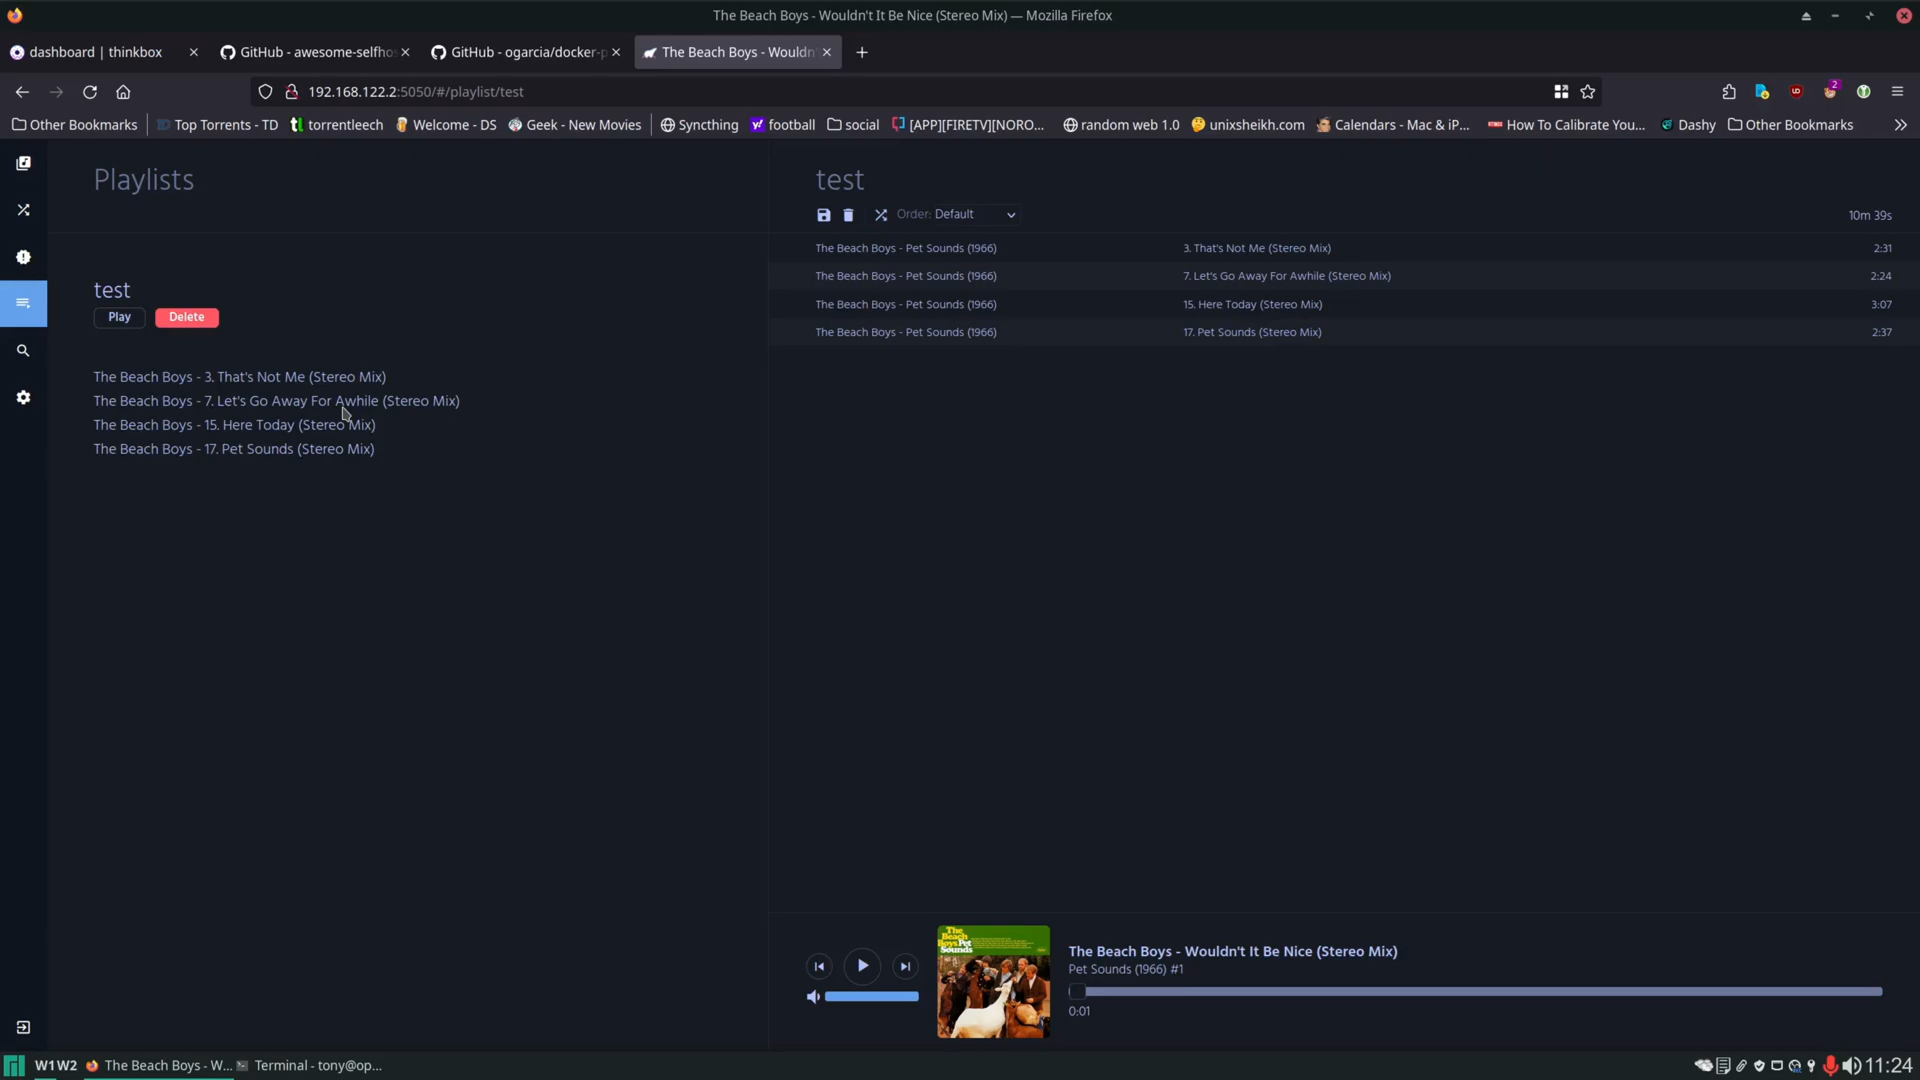 The Beach Boys - Wouldn't It Be Nice (Stereo Mix) — Mozilla Firefox
dashboard | thinkbox
GitHub - awesome-selfhos
GitHub - ogarcia/docker-p
The Beach Boys - Wouldn'
192.168.122.2:5050/#/playlist/test
2
Other Bookmarks
Top Torrents - TD
torrentleech
Welcome - DS
Geek - New Movies
Syncthing
football
social
[APP][FIRETV][NORO...
random web 1.0
unixsheikh.com
Calendars - Mac & iP...
How To Calibrate You...
Dashy
Other Bookmarks
Playlists
test
Play
Delete
The Beach Boys - 3. That's Not Me (Stereo Mix)
The Beach Boys - 7. Let's Go Away For Awhile (Stereo Mix)
The Beach Boys - 15. Here Today (Stereo Mix)
The Beach Boys - 17. Pet Sounds (Stereo Mix)
test
Order: Default
10m 39s
The Beach Boys - Pet Sounds (1966) 3. That's Not Me (Stereo Mix) 2:31
The Beach Boys - Pet Sounds (1966) 7. Let's Go Away For Awhile (Stereo Mix) 2:24
The Beach Boys - Pet Sounds (1966) 15. Here Today (Stereo Mix) 3:07
The Beach Boys - Pet Sounds (1966) 17. Pet Sounds (Stereo Mix) 2:37
The Beach
Boys Pet
Sounds
The Beach Boys - Wouldn't It Be Nice (Stereo Mix)
Pet Sounds (1966) #1
0:01
W1 W2
The Beach Boys - W...
Terminal - tony@op...
11:24